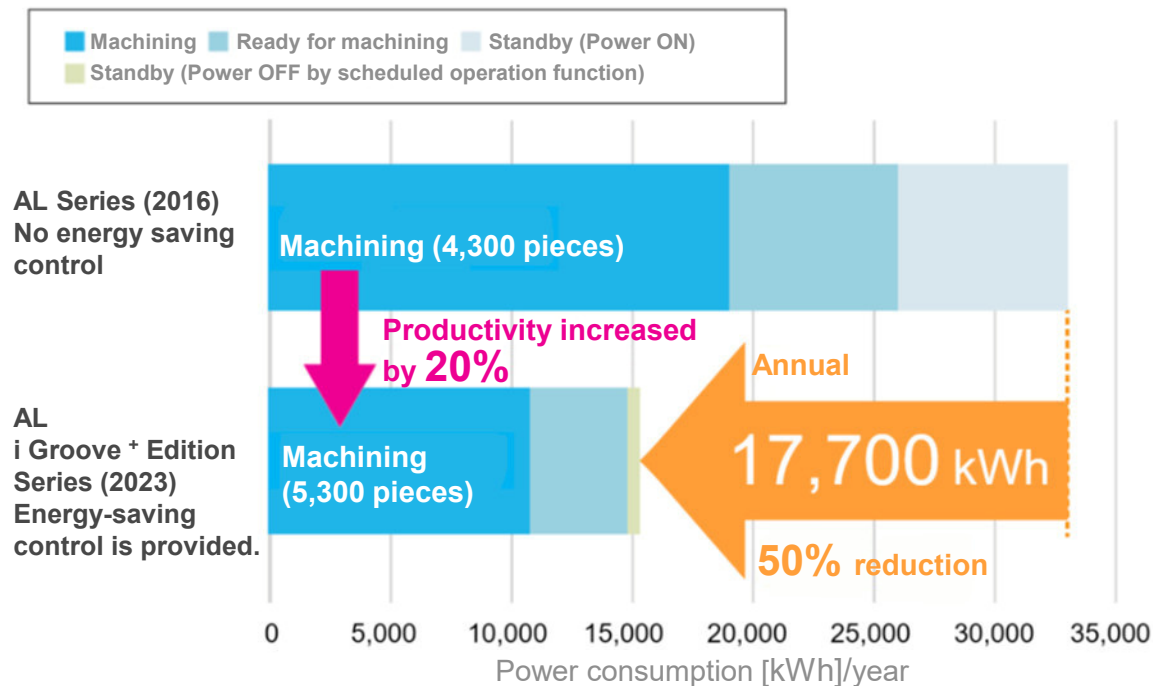 Machining Ready for machining Standby (Power ON)
Standby (Power OFF by scheduled operation function)
AL Series (2016)
No energy saving
control
Machining (4,300 pieces)
Productivity increased
by 20%
Annual
17,700 kWh
50% reduction
AL
i Groove + Edition
Series (2023)
Energy-saving
control is provided.
Machining
(5,300 pieces)
0 5,000 10,000 15,000 20,000 25,000 30,000 35,000
Power consumption [kWh]/year